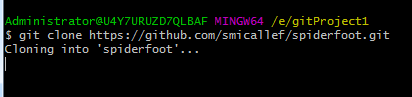 Administrator@U4Y7URUZD7QLBAF MINGW64 /e/gitProject1
$ git clone https://github.com/smicallef/spiderfoot.git
Cloning into 'spiderfoot'...